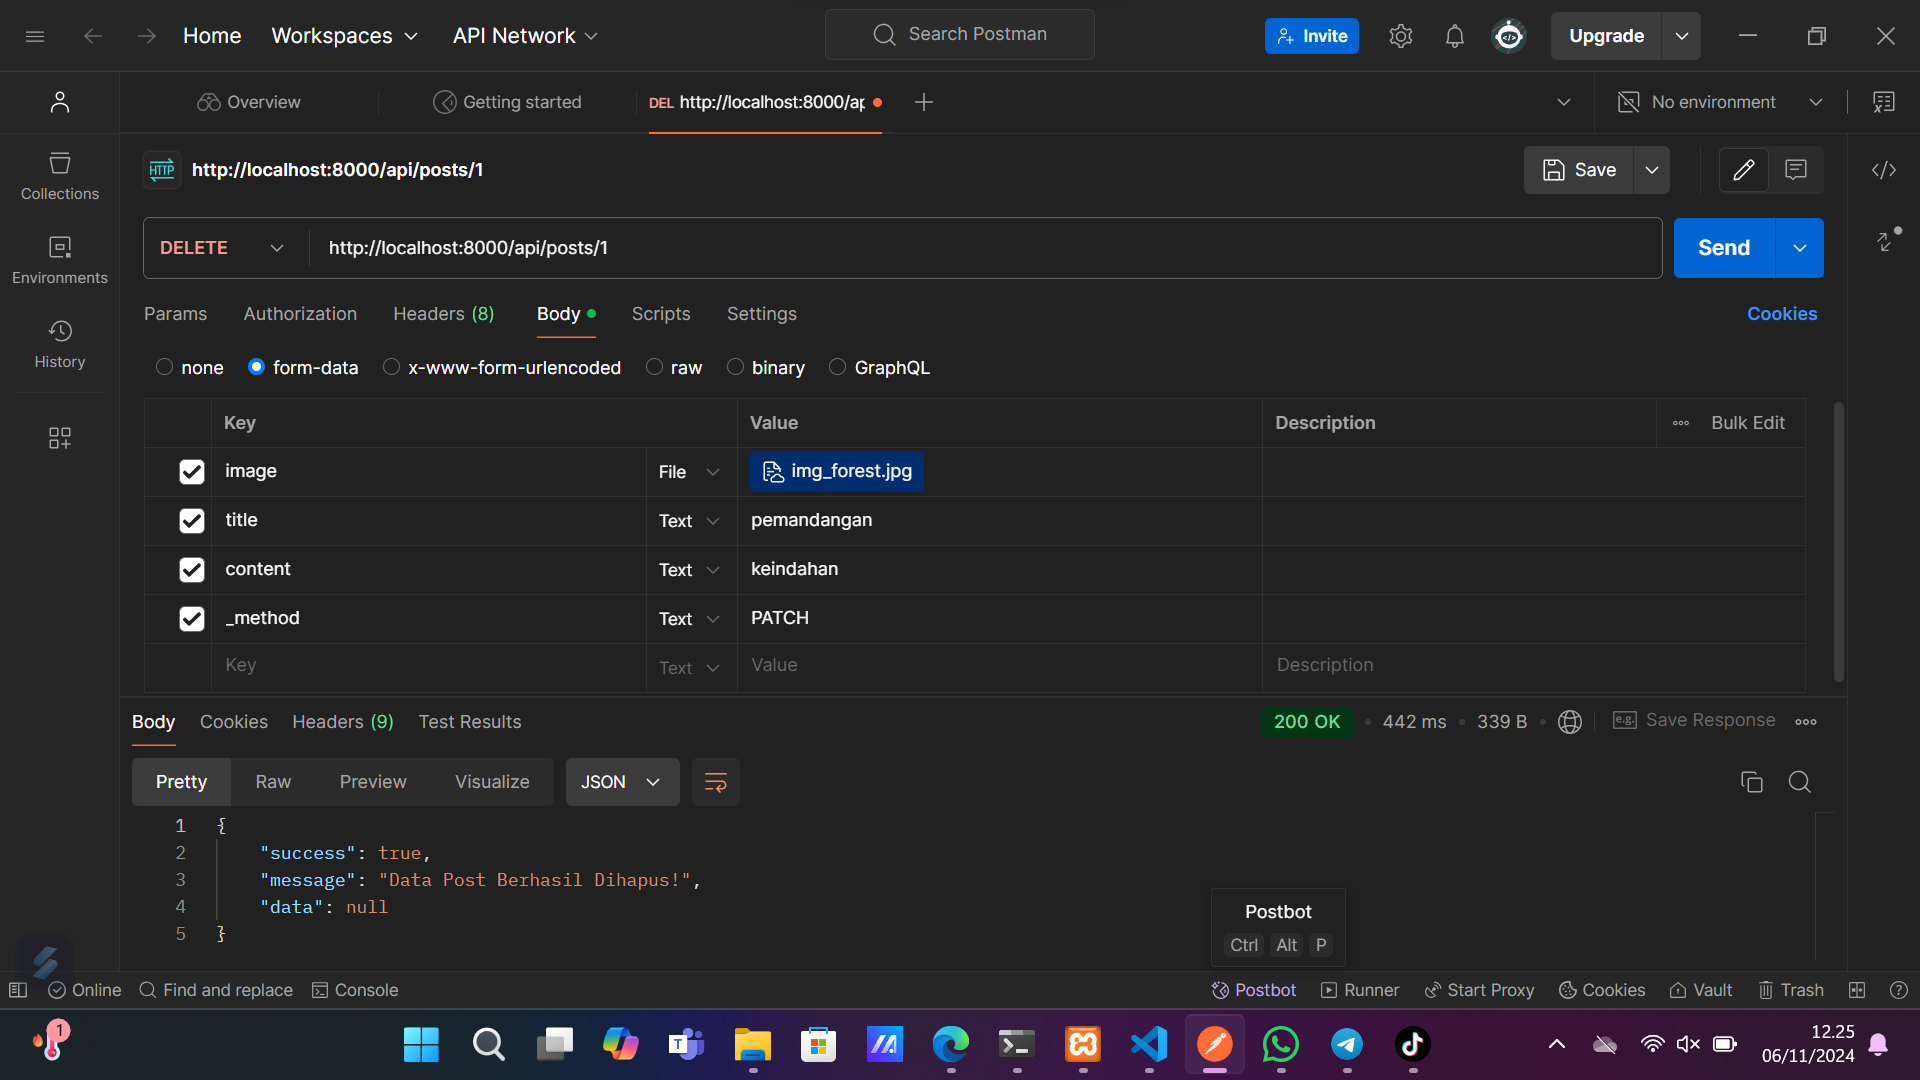 Home Workspaces API Network Search Postman Invite Upgrade
Overview Getting started DEL http://localhost:8000/ap No environment
HTTP http://localhost:8000/api/posts/1 Save
Collections
Environments
History
DELETE http://localhost:8000/api/posts/1 Send
Params Authorization Headers (8) Body Scripts Settings Cookies
none form-data x-www-form-urlencoded raw binary GraphQL
Key Value Description Bulk Edit
image File img_forest.jpg
title Text pemandangan
content Text keindahan
_method Text PATCH
Key Text Value Description
Body Cookies Headers (9) Test Results 200 OK 442 ms 339 B e.g. Save Response
Pretty Raw Preview Visualize JSON
1 {
2 "success": true,
3 "message": "Data Post Berhasil Dihapus!",
4 "data": null
5 }
Postbot
Ctrl Alt P
Online Find and replace Console Postbot Runner Start Proxy Cookies Vault Trash
1
12.25
06/11/2024